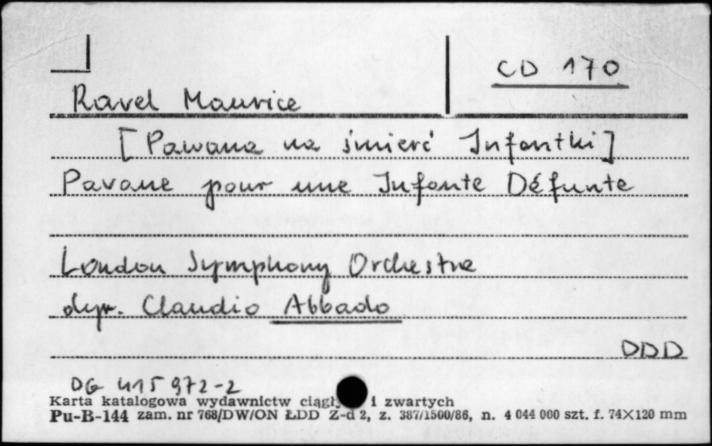 CD 170
Ravel Maurice
[Pawana na śmierć Infantki]
Pavane pour une Infante Défunte
London Symphony Orchestra
dyr. Claudio Abbado
DDD
DG 415 972-2
Karta katalogowa wydawnictw ciągł i zwartych
Pu-B-144 zam. nr 768/DW/ON ŁDD Z-d 2, z. 387/1500/86, n. 4 044 000 szt. f. 74X120 mm